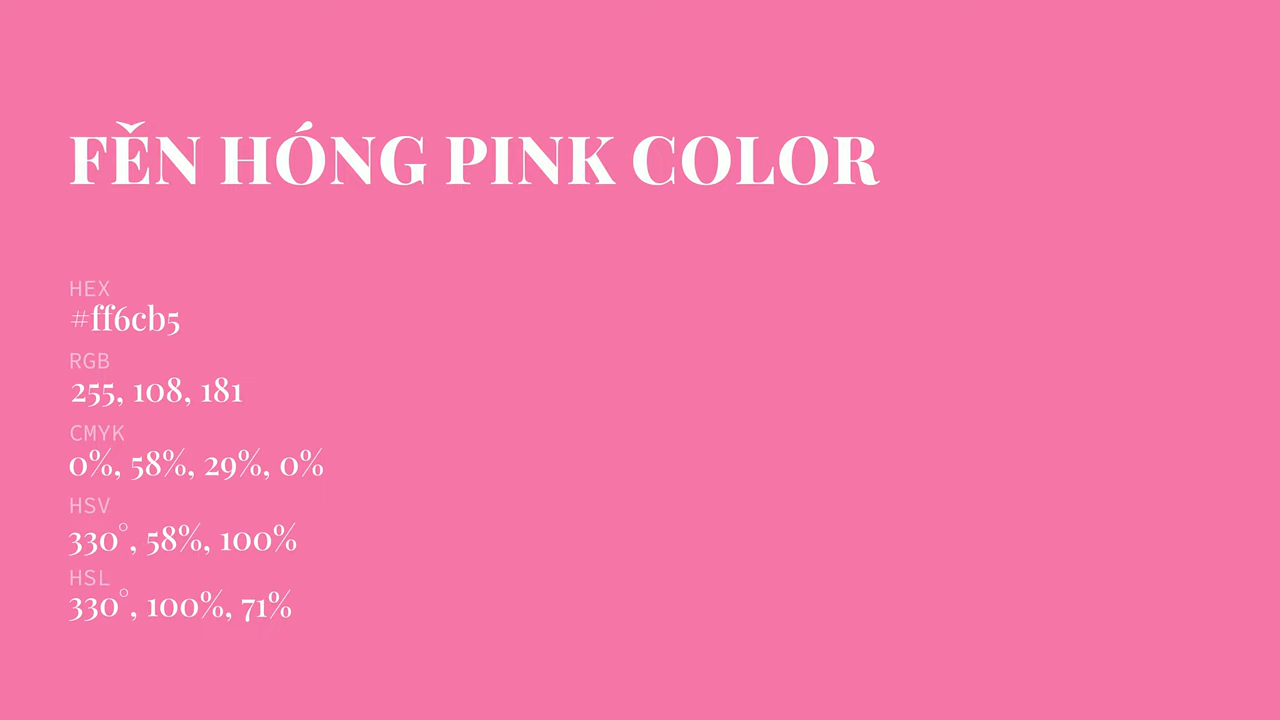 FĚN HÓNG PINK COLOR
HEX
#ff6cb5
RGB
255, 108, 181
CMYK
0%, 58%, 29%, 0%
HSV
330°, 58%, 100%
HSL
330°, 100%, 71%